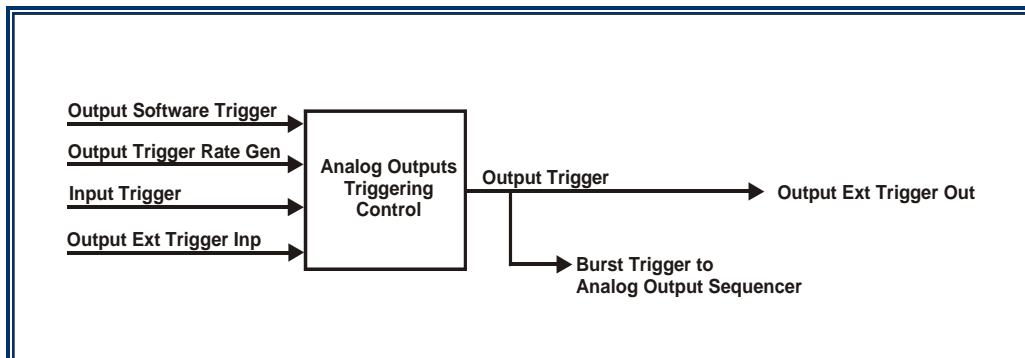 Output Software Trigger
Output Trigger Rate Gen
Input Trigger
Output Ext Trigger Inp
Analog Outputs
Triggering
Control
Output Trigger
Output Ext Trigger Out
Burst Trigger to
Analog Output Sequencer